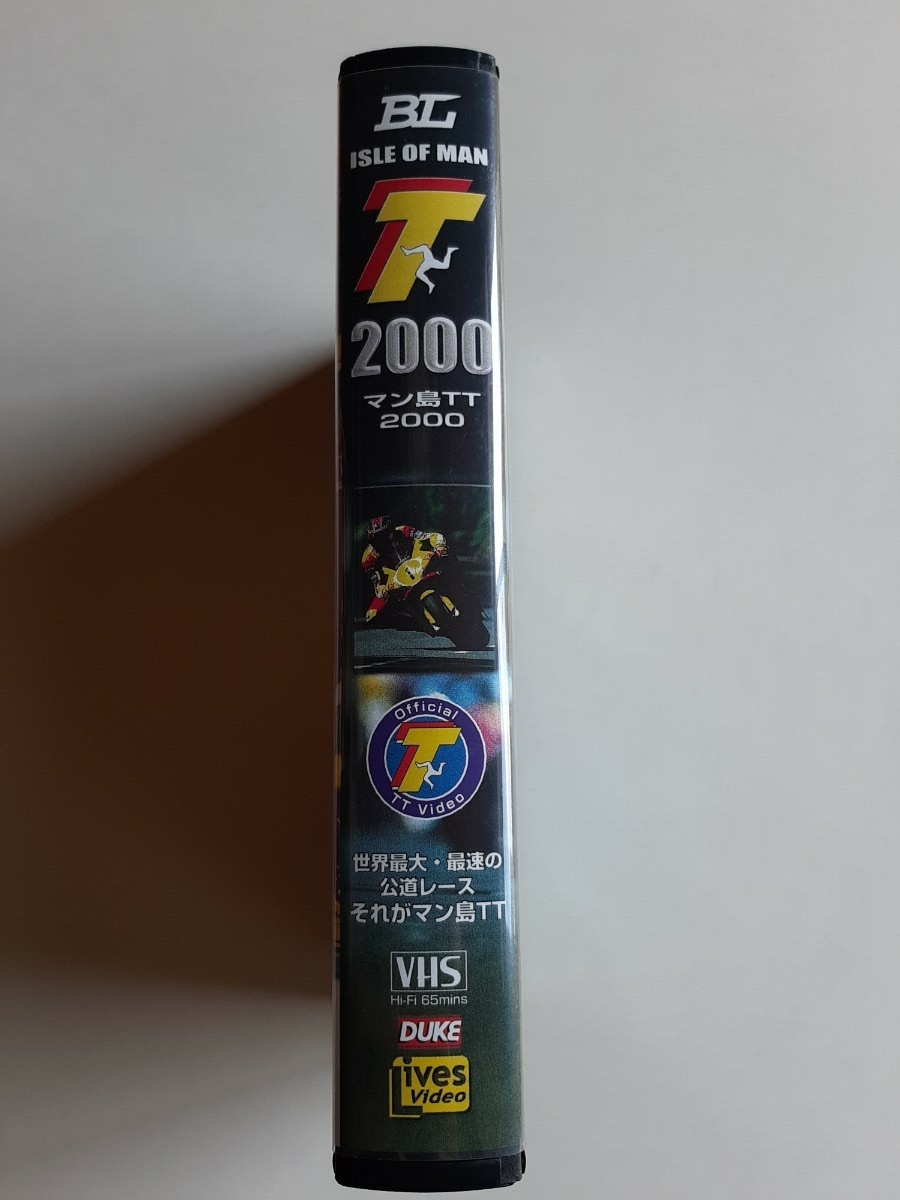 BL
ISLE OF MAN
TT
2000
マン島TT
2000
Official
TT
TT Video
世界最大・最速の
公道レース
それがマン島TT
VHS
Hi-Fi 65mins
DUKE
Lives
Video